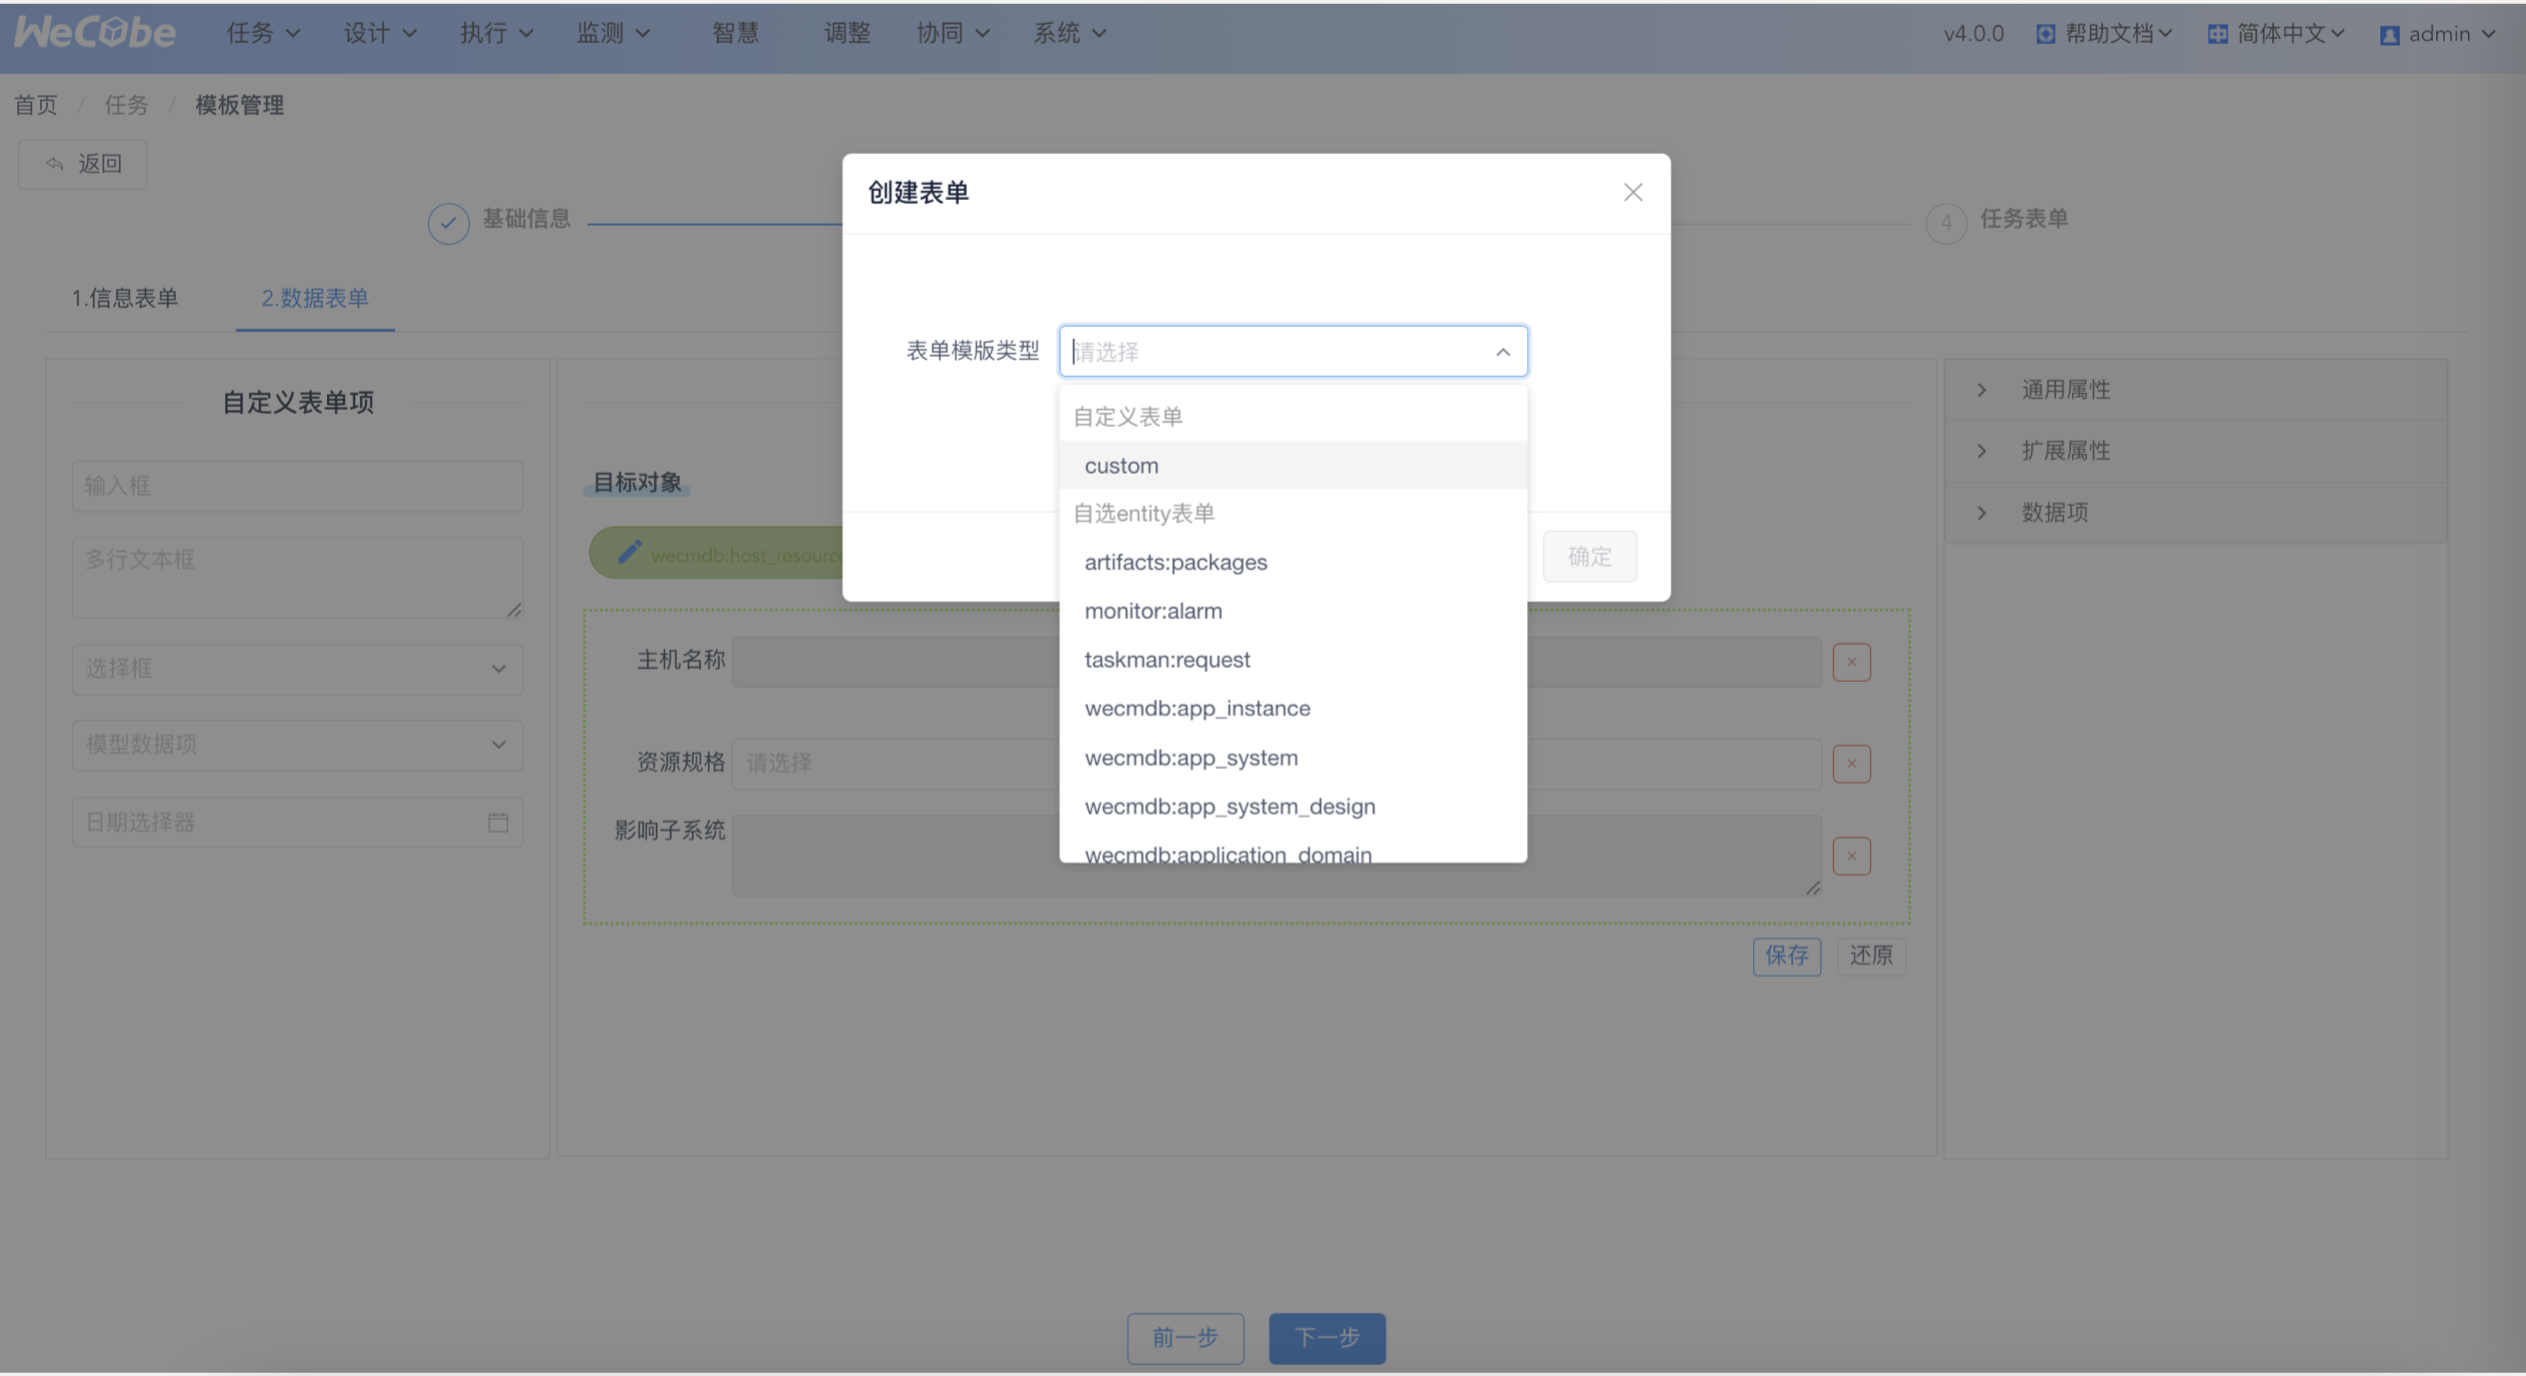 WeCube 任务 设计 执行 监测 智慧 调整 协同 系统 v4.0.0 帮助文档 简体中文 admin
首页 / 任务 / 模板管理
返回
创建表单
基础信息
4 任务表单
1.信息表单 2.数据表单
表单模版类型 请选择
自定义表单
custom
自选entity表单
artifacts:packages
monitor:alarm
taskman:request
wecmdb:app_instance
wecmdb:app_system
wecmdb:app_system_design
wecmdb:application_domain
确定
自定义表单项
输入框
多行文本框
选择框
模型数据项
日期选择器
目标对象
wecmdb:host_resource
主机名称
资源规格 请选择
影响子系统
保存 还原
通用属性
扩展属性
数据项
前一步 下一步